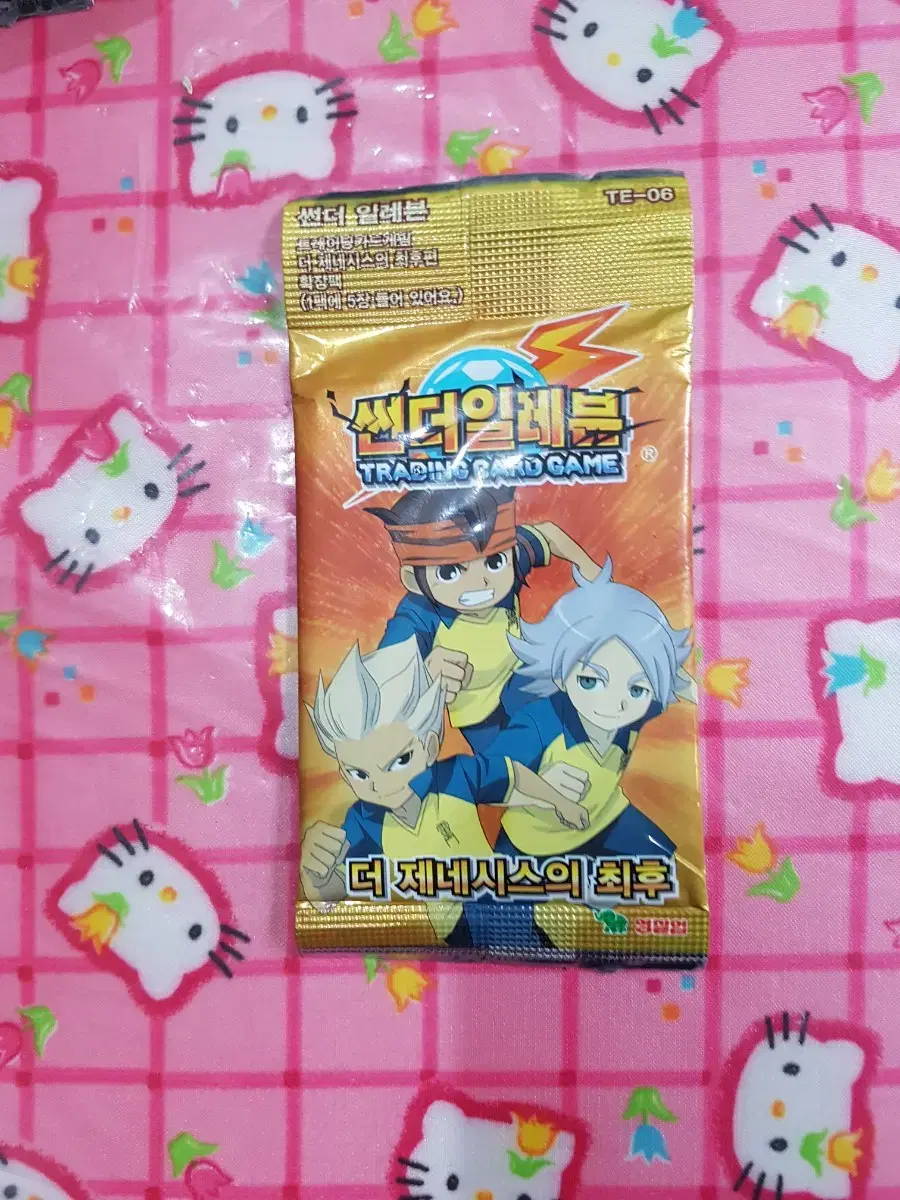 썬더 일레븐
트레이딩카드게임
더 제네시스의 최후편
확장팩
(1팩에 5장 들어 있어요.)
TE-06
썬더일레븐
TRADING CARD GAME
®
더 제네시스의 최후